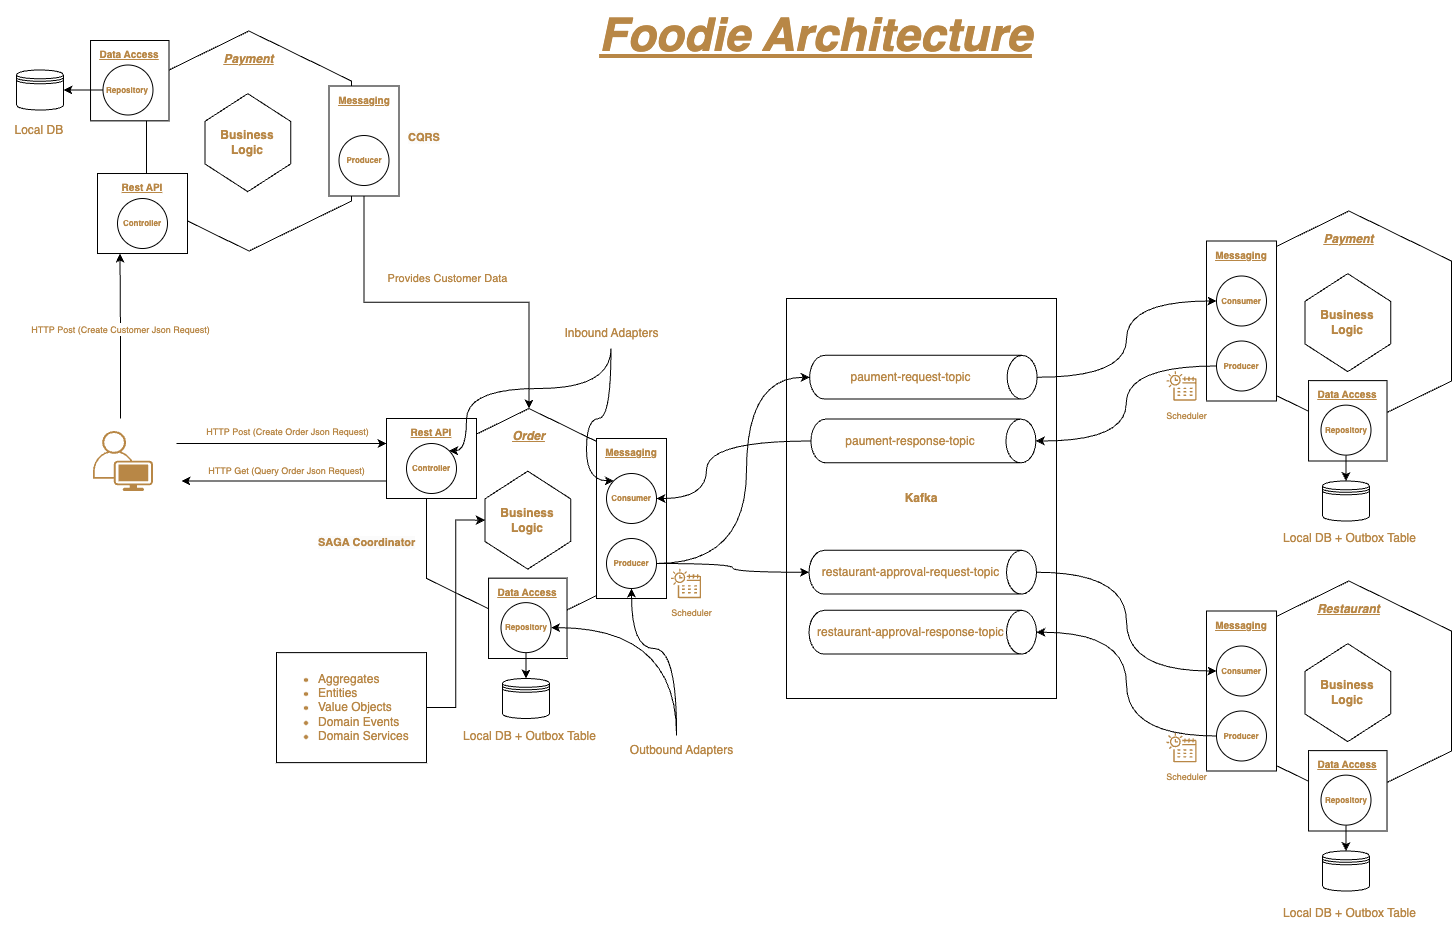 Foodie Architecture
Data Access
Repository
Local DB
Payment
Business
Logic
Messaging
Producer
CQRS
Rest API
Controller
Provides Customer Data
HTTP Post (Create Customer Json Request)
Inbound Adapters
HTTP Post (Create Order Json Request)
HTTP Get (Query Order Json Request)
Rest API
Controller
Order
Business
Logic
Messaging
Consumer
Producer
Scheduler
SAGA Coordinator
Data Access
Repository
Local DB + Outbox Table
Outbound Adapters
Aggregates
Entities
Value Objects
Domain Events
Domain Services
paument-request-topic
paument-response-topic
Kafka
restaurant-approval-request-topic
restaurant-approval-response-topic
Payment
Messaging
Consumer
Producer
Business
Logic
Scheduler
Data Access
Repository
Local DB + Outbox Table
Restaurant
Messaging
Consumer
Producer
Business
Logic
Scheduler
Data Access
Repository
Local DB + Outbox Table